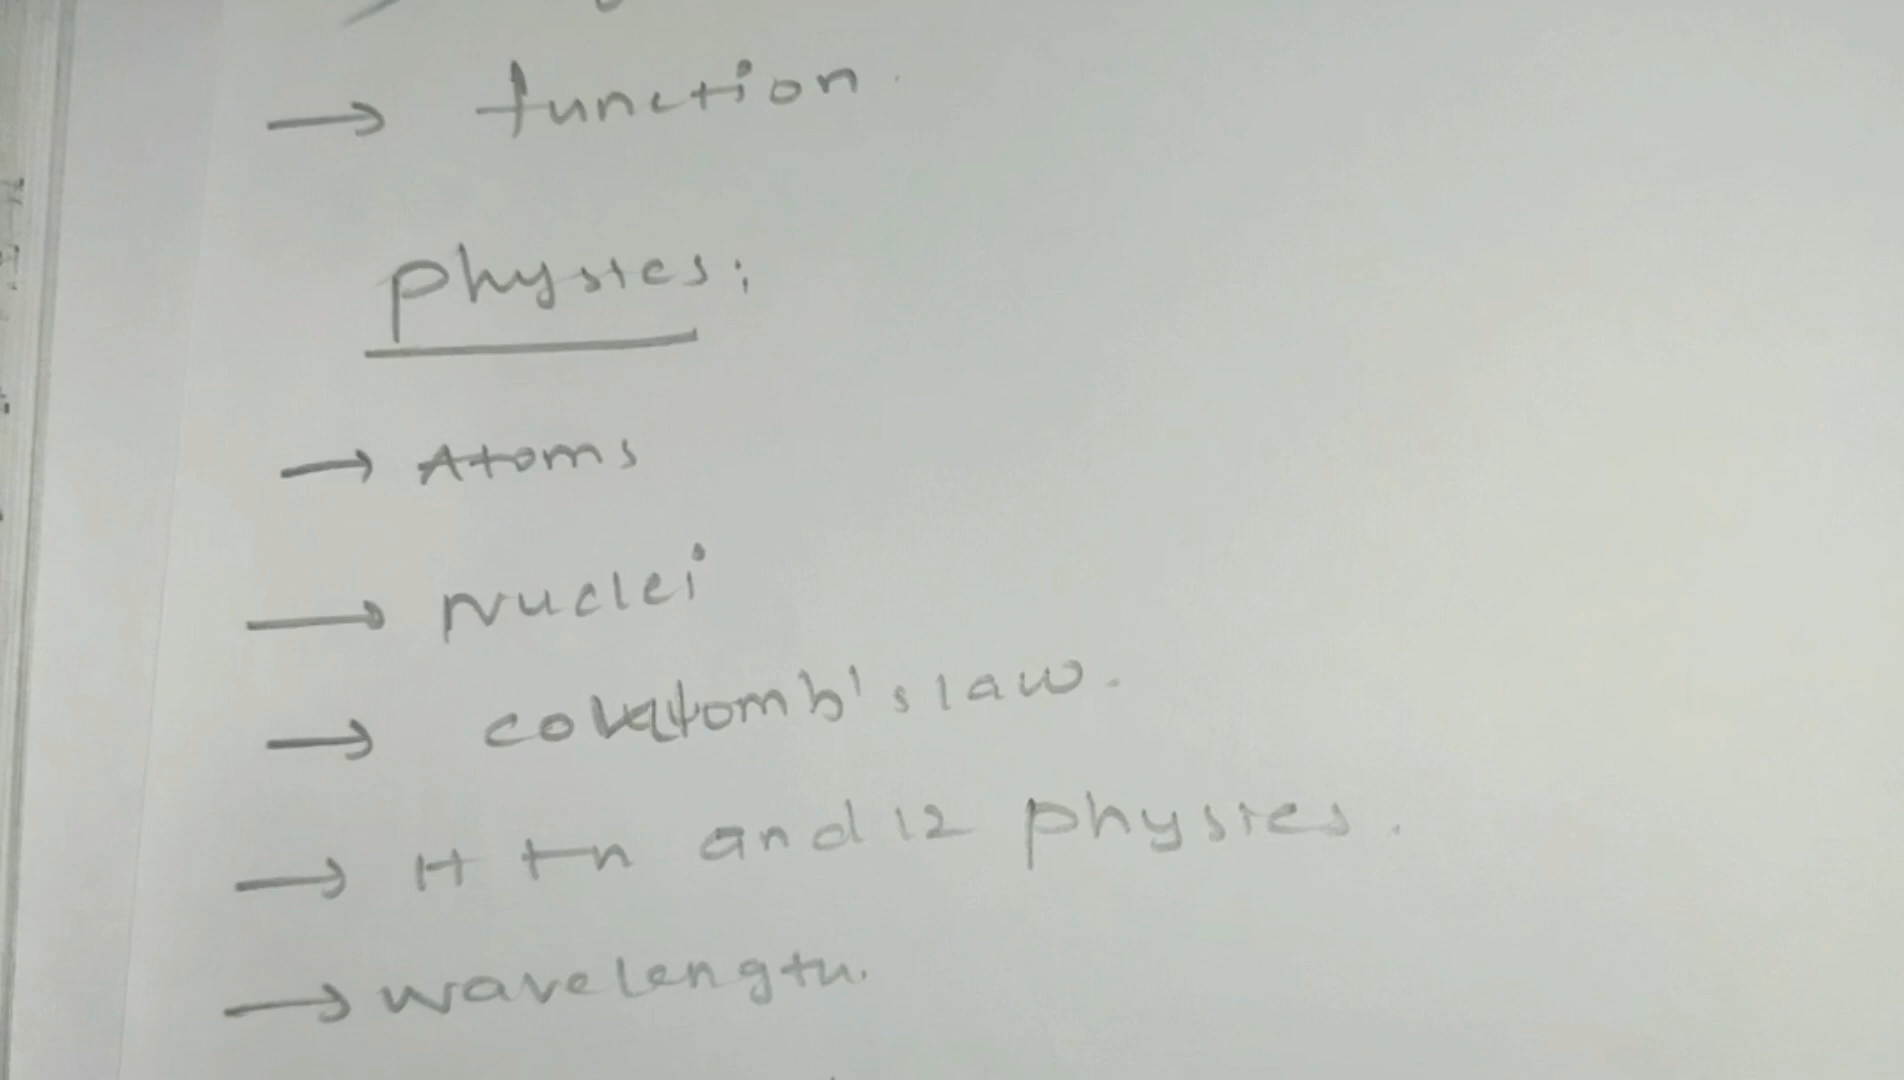 → function.
Physics:
→ Atoms
→ Nuclei
→ coulomb's law.
→ 11 th and 12 physics.
→ wavelength.